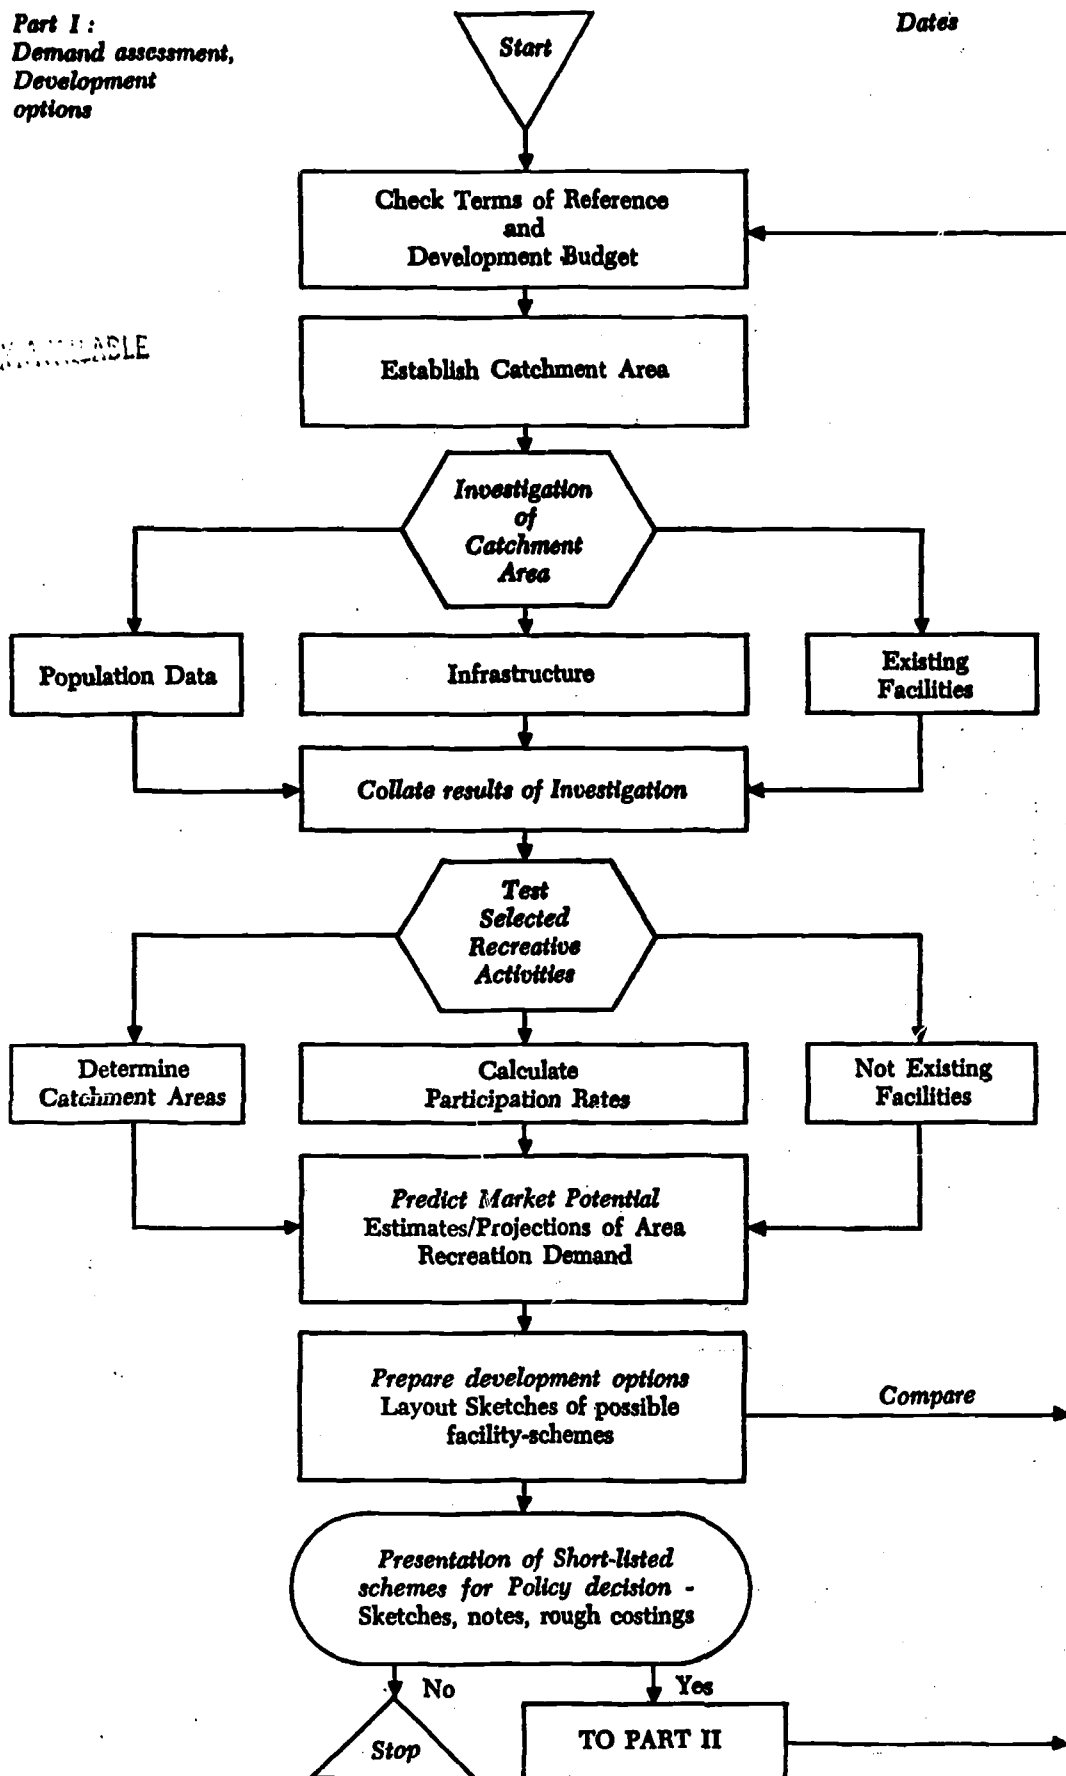 Part I :
Demand assessment,
Development
options
Dates
Start
Check Terms of Reference
and
Development Budget
Establish Catchment Area
Investigation
of
Catchment
Area
Population Data
Infrastructure
Existing
Facilities
Collate results of Investigation
Test
Selected
Recreative
Activities
Determine
Catchment Areas
Calculate
Participation Rates
Not Existing
Facilities
Predict Market Potential
Estimates/Projections of Area
Recreation Demand
Prepare development options
Layout Sketches of possible
facility-schemes
Compare
Presentation of Short-listed
schemes for Policy decision -
Sketches, notes, rough costings
No
Yes
Stop
TO PART II